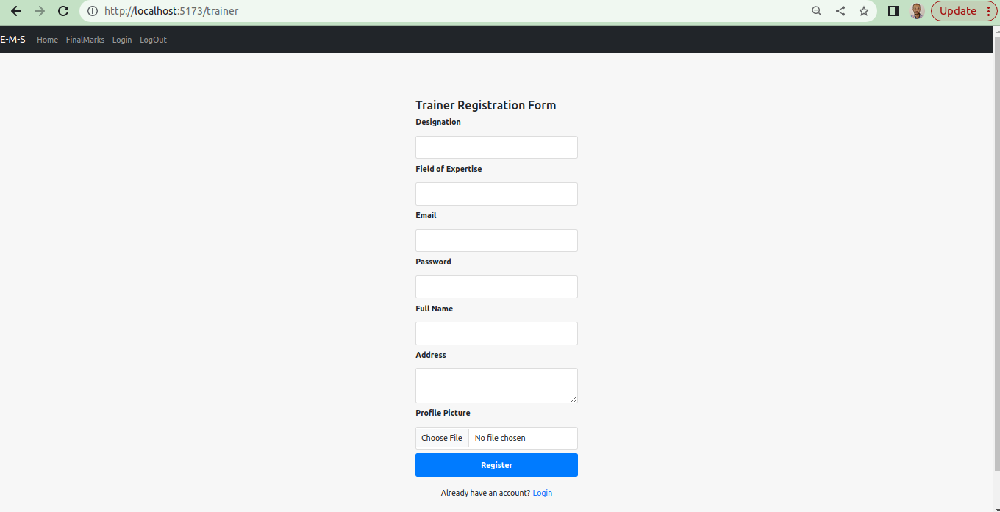 http://localhost:5173/trainer
Update
E-M-S Home FinalMarks Login LogOut
Trainer Registration Form
Designation
Field of Expertise
Email
Password
Full Name
Address
Profile Picture
Choose File No file chosen
Register
Already have an account? Login